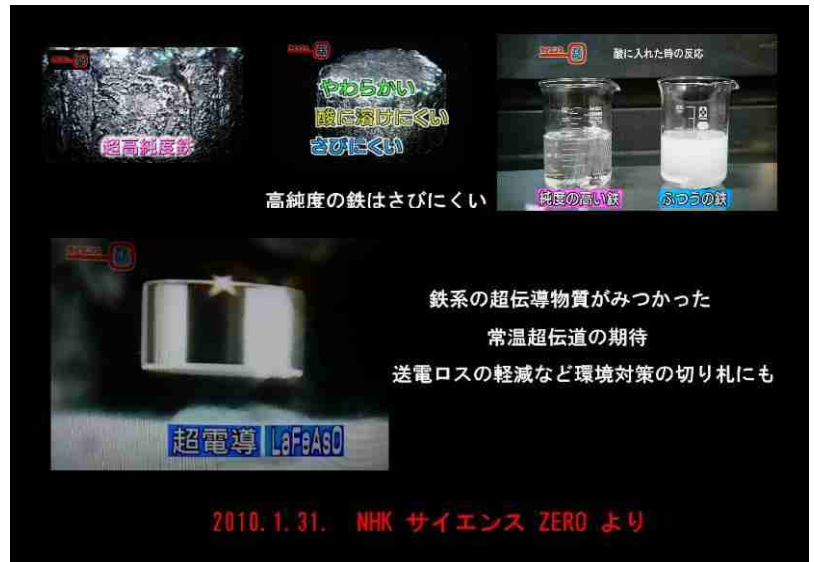 超高純度鉄
やわらかい
酸に溶けにくい
さびにくい
酸に入れた時の反応
純度の高い鉄
ふつうの鉄
高純度の鉄はさびにくい
鉄系の超伝導物質がみつかった
常温超伝道の期待
送電ロスの軽減など環境対策の切り札にも
超電導 LaFeAsO
2010.1.31. NHK サイエンス ZERO より